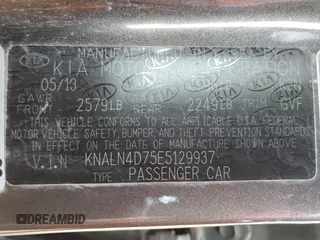 MANUFACTURED
KIA KIA MOTORS
05/13
GAWR
FRONT 2579LB REAR 2249LB TRIM GVF
THIS VEHICLE CONFORMS TO ALL APPLICABLE U.S.A. FEDERAL
MOTOR VEHICLE SAFETY, BUMPER, AND THEFT PREVENTION
STANDARDS IN EFFECT ON THE DATE OF
MANUFACTURE SHOWN ABOVE.
V.I.N KNALN4D75E5129937
TYPE PASSENGER CAR
DREAMBID